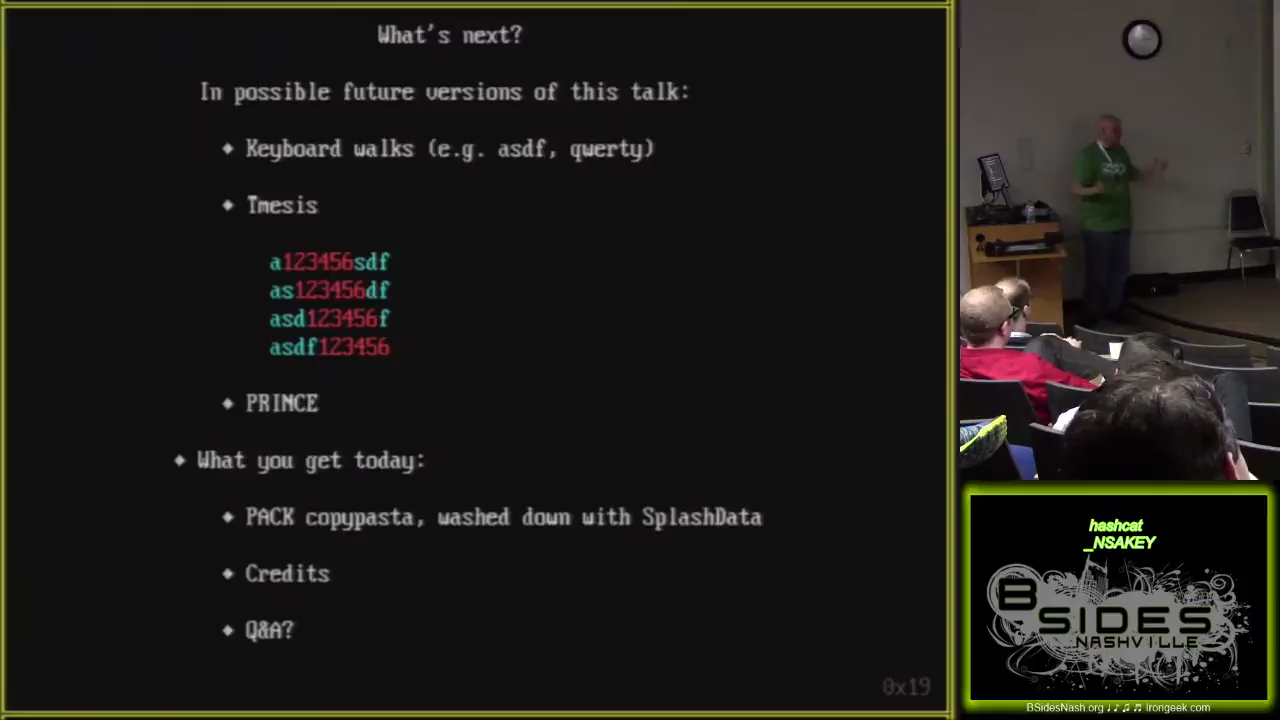 What's next?
In possible future versions of this talk:
◆ Keyboard walks (e.g. asdf, qwerty)
◆ Tmesis
a123456sdf
as123456df
asd123456f
asdf123456
◆ PRINCE
◆ What you get today:
◆ PACK copypasta, washed down with SplashData
◆ Credits
◆ Q&A?
0x19
hashcat
_NSAKEY
BSIDES
NASHVILLE
BSidesNash.org ♩♪♫♬ Irongeek.com